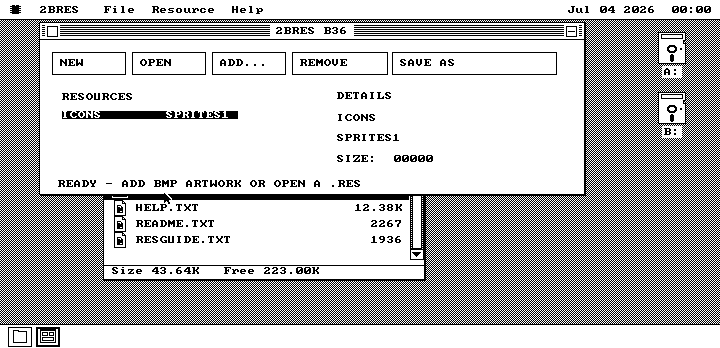 2BRES File Resource Help Jul 04 2026 00:00
2BRES B36
NEW OPEN ADD... REMOVE SAVE AS
RESOURCES DETAILS
ICONS SPRITES1 ICONS
SPRITES1
SIZE: 00000
READY - ADD BMP ARTWORK OR OPEN A .RES
HELP.TXT 12.38K
README.TXT 2267
RESGUIDE.TXT 1936
Size 43.64K Free 223.00K
A:
B: